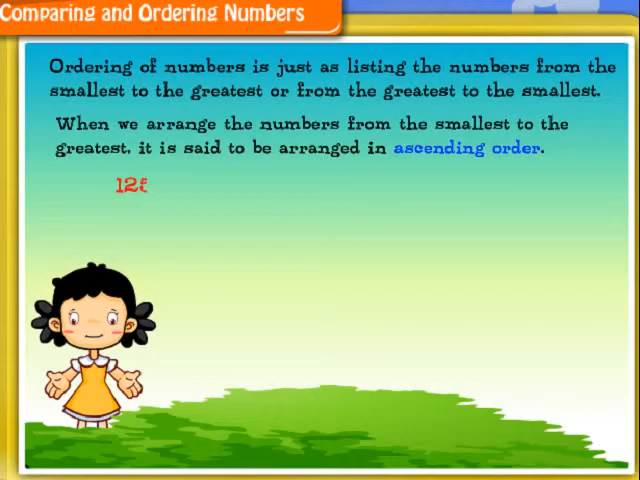 Comparing and Ordering Numbers
Ordering of numbers is just as listing the numbers from the
smallest to the greatest or from the greatest to the smallest.
When we arrange the numbers from the smallest to the
greatest, it is said to be arranged in ascending order.